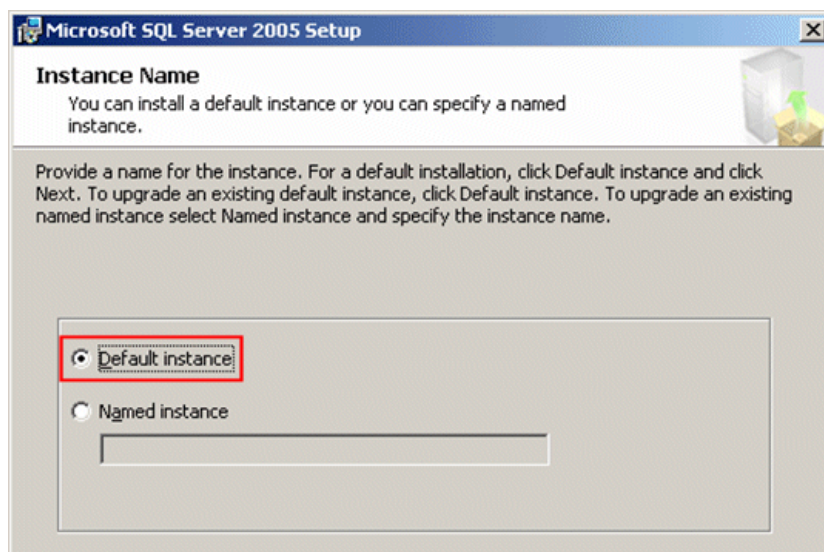 Microsoft SQL Server 2005 Setup
Instance Name
You can install a default instance or you can specify a named
instance.
Provide a name for the instance. For a default installation, click Default instance and click
Next. To upgrade an existing default instance, click Default instance. To upgrade an existing
named instance select Named instance and specify the instance name.
Default instance
Named instance